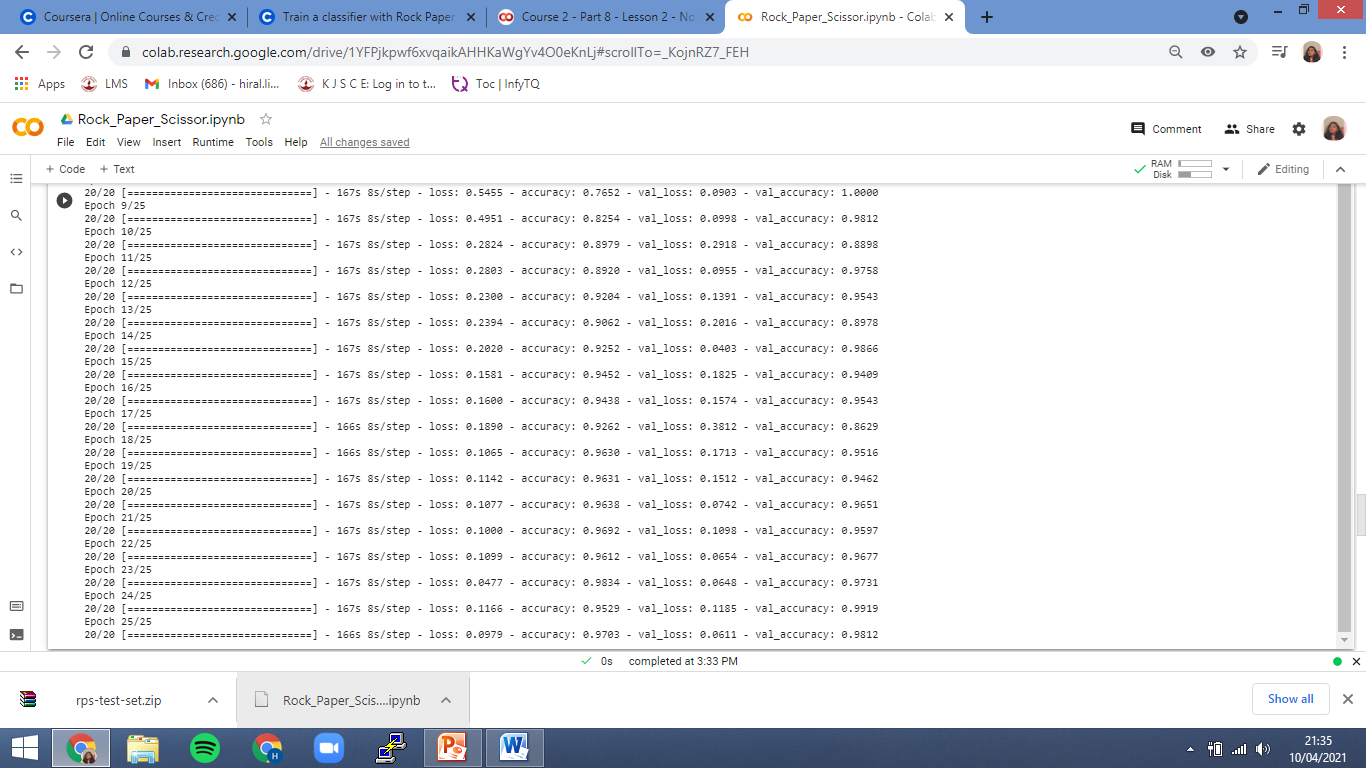 Coursera | Online Courses & Cre
Train a classifier with Rock Paper
Course 2 - Part 8 - Lesson 2 - No
Rock_Paper_Scissor.ipynb - Colab
colab.research.google.com/drive/1YFPjkpwf6xvqaikAHHKaWgYv4O0eKnLj#scrollTo=_KojnRZ7_FEH
Apps
LMS
Inbox (686) - hiral.li...
K J S C E: Log in to t...
Toc | InfyTQ
Rock_Paper_Scissor.ipynb
Comment
Share
File Edit View Insert Runtime Tools Help All changes saved
+ Code + Text
RAM
Disk
Editing
20/20 [==============================] - 167s 8s/step - loss: 0.5455 - accuracy: 0.7652 - val_loss: 0.0903 - val_accuracy: 1.0000
Epoch 9/25
20/20 [==============================] - 167s 8s/step - loss: 0.4951 - accuracy: 0.8254 - val_loss: 0.0998 - val_accuracy: 0.9812
Epoch 10/25
20/20 [==============================] - 167s 8s/step - loss: 0.2824 - accuracy: 0.8979 - val_loss: 0.2918 - val_accuracy: 0.8898
Epoch 11/25
20/20 [==============================] - 167s 8s/step - loss: 0.2803 - accuracy: 0.8920 - val_loss: 0.0955 - val_accuracy: 0.9758
Epoch 12/25
20/20 [==============================] - 167s 8s/step - loss: 0.2300 - accuracy: 0.9204 - val_loss: 0.1391 - val_accuracy: 0.9543
Epoch 13/25
20/20 [==============================] - 167s 8s/step - loss: 0.2394 - accuracy: 0.9062 - val_loss: 0.2016 - val_accuracy: 0.8978
Epoch 14/25
20/20 [==============================] - 167s 8s/step - loss: 0.2020 - accuracy: 0.9252 - val_loss: 0.0403 - val_accuracy: 0.9866
Epoch 15/25
20/20 [==============================] - 167s 8s/step - loss: 0.1581 - accuracy: 0.9452 - val_loss: 0.1825 - val_accuracy: 0.9409
Epoch 16/25
20/20 [==============================] - 167s 8s/step - loss: 0.1600 - accuracy: 0.9438 - val_loss: 0.1574 - val_accuracy: 0.9543
Epoch 17/25
20/20 [==============================] - 166s 8s/step - loss: 0.1890 - accuracy: 0.9262 - val_loss: 0.3812 - val_accuracy: 0.8629
Epoch 18/25
20/20 [==============================] - 166s 8s/step - loss: 0.1065 - accuracy: 0.9630 - val_loss: 0.1713 - val_accuracy: 0.9516
Epoch 19/25
20/20 [==============================] - 167s 8s/step - loss: 0.1142 - accuracy: 0.9631 - val_loss: 0.1512 - val_accuracy: 0.9462
Epoch 20/25
20/20 [==============================] - 167s 8s/step - loss: 0.1077 - accuracy: 0.9638 - val_loss: 0.0742 - val_accuracy: 0.9651
Epoch 21/25
20/20 [==============================] - 167s 8s/step - loss: 0.1000 - accuracy: 0.9692 - val_loss: 0.1098 - val_accuracy: 0.9597
Epoch 22/25
20/20 [==============================] - 167s 8s/step - loss: 0.1099 - accuracy: 0.9612 - val_loss: 0.0654 - val_accuracy: 0.9677
Epoch 23/25
20/20 [==============================] - 167s 8s/step - loss: 0.0477 - accuracy: 0.9834 - val_loss: 0.0648 - val_accuracy: 0.9731
Epoch 24/25
20/20 [==============================] - 167s 8s/step - loss: 0.1166 - accuracy: 0.9529 - val_loss: 0.1185 - val_accuracy: 0.9919
Epoch 25/25
20/20 [==============================] - 166s 8s/step - loss: 0.0979 - accuracy: 0.9703 - val_loss: 0.0611 - val_accuracy: 0.9812
0s completed at 3:33 PM
rps-test-set.zip
Rock_Paper_Scis....ipynb
Show all
21:35
10/04/2021